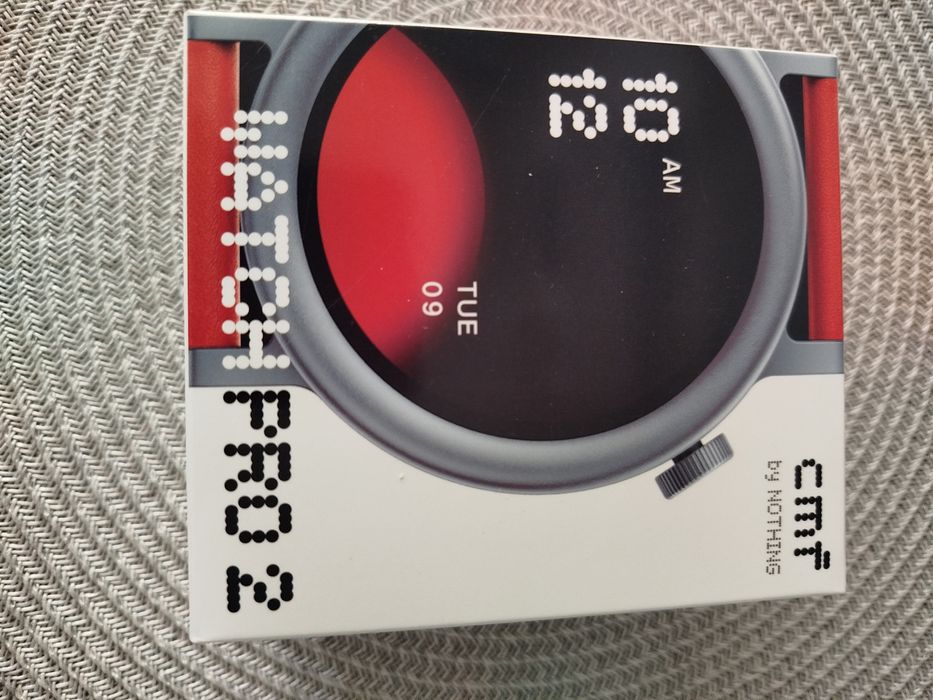 cmf
by NOTHING
10 AM
12
TUE
09
WATCH PRO 2